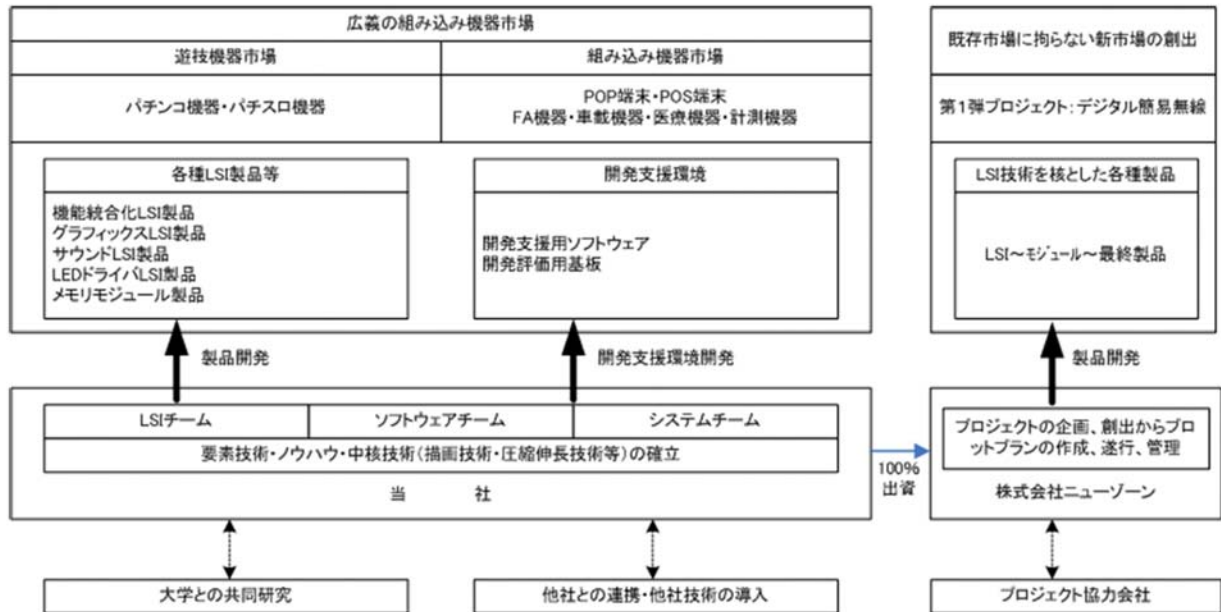 広義の組み込み機器市場
遊技機器市場
組み込み機器市場
パチンコ機器・パチスロ機器
POP端末・POS端末
FA機器・車載機器・医療機器・計測機器
各種LSI製品等
機能統合化LSI製品
グラフィックスLSI製品
サウンドLSI製品
LEDドライバLSI製品
メモリモジュール製品
開発支援環境
開発支援用ソフトウェア
開発評価用基板
既存市場に拘らない新市場の創出
第1弾プロジェクト：デジタル簡易無線
LSI技術を核とした各種製品
LSI～モジュール～最終製品
製品開発
開発支援環境開発
製品開発
LSIチーム
ソフトウェアチーム
システムチーム
要素技術・ノウハウ・中核技術（描画技術・圧縮伸長技術等）の確立
当　　社
100%
出資
プロジェクトの企画、創出からプロ
ットプランの作成、遂行、管理
株式会社ニューゾーン
大学との共同研究
他社との連携・他社技術の導入
プロジェクト協力会社